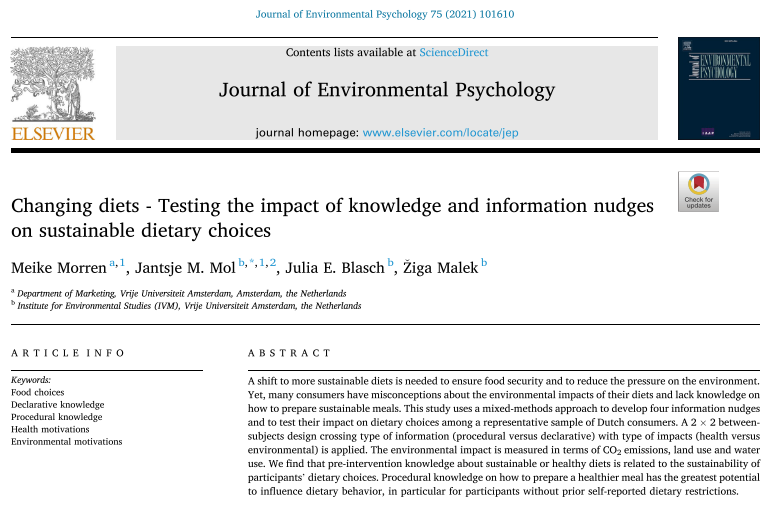 Journal of Environmental Psychology 75 (2021) 101610
Contents lists available at ScienceDirect
Journal of Environmental Psychology
journal homepage: www.elsevier.com/locate/jep
ELSEVIER
Journal of
ENVIRONMENTAL
PSYCHOLOGY
Check for
updates
Changing diets - Testing the impact of knowledge and information nudges
on sustainable dietary choices
Meike Morren a,1, Jantsje M. Mol b,*,1,2, Julia E. Blasch b, Žiga Malek b
a Department of Marketing, Vrije Universiteit Amsterdam, Amsterdam, the Netherlands
b Institute for Environmental Studies (IVM), Vrije Universiteit Amsterdam, the Netherlands
ARTICLE INFO
Keywords:
Food choices
Declarative knowledge
Procedural knowledge
Health motivations
Environmental motivations
ABSTRACT
A shift to more sustainable diets is needed to ensure food security and to reduce the pressure on the environment.
Yet, many consumers have misconceptions about the environmental impacts of their diets and lack knowledge on
how to prepare sustainable meals. This study uses a mixed-methods approach to develop four information nudges
and to test their impact on dietary choices among a representative sample of Dutch consumers. A 2 × 2 between-
subjects design crossing type of information (procedural versus declarative) with type of impacts (health versus
environmental) is applied. The environmental impact is measured in terms of CO2 emissions, land use and water
use. We find that pre-intervention knowledge about sustainable or healthy diets is related to the sustainability of
participants' dietary choices. Procedural knowledge on how to prepare a healthier meal has the greatest potential
to influence dietary behavior, in particular for participants without prior self-reported dietary restrictions.